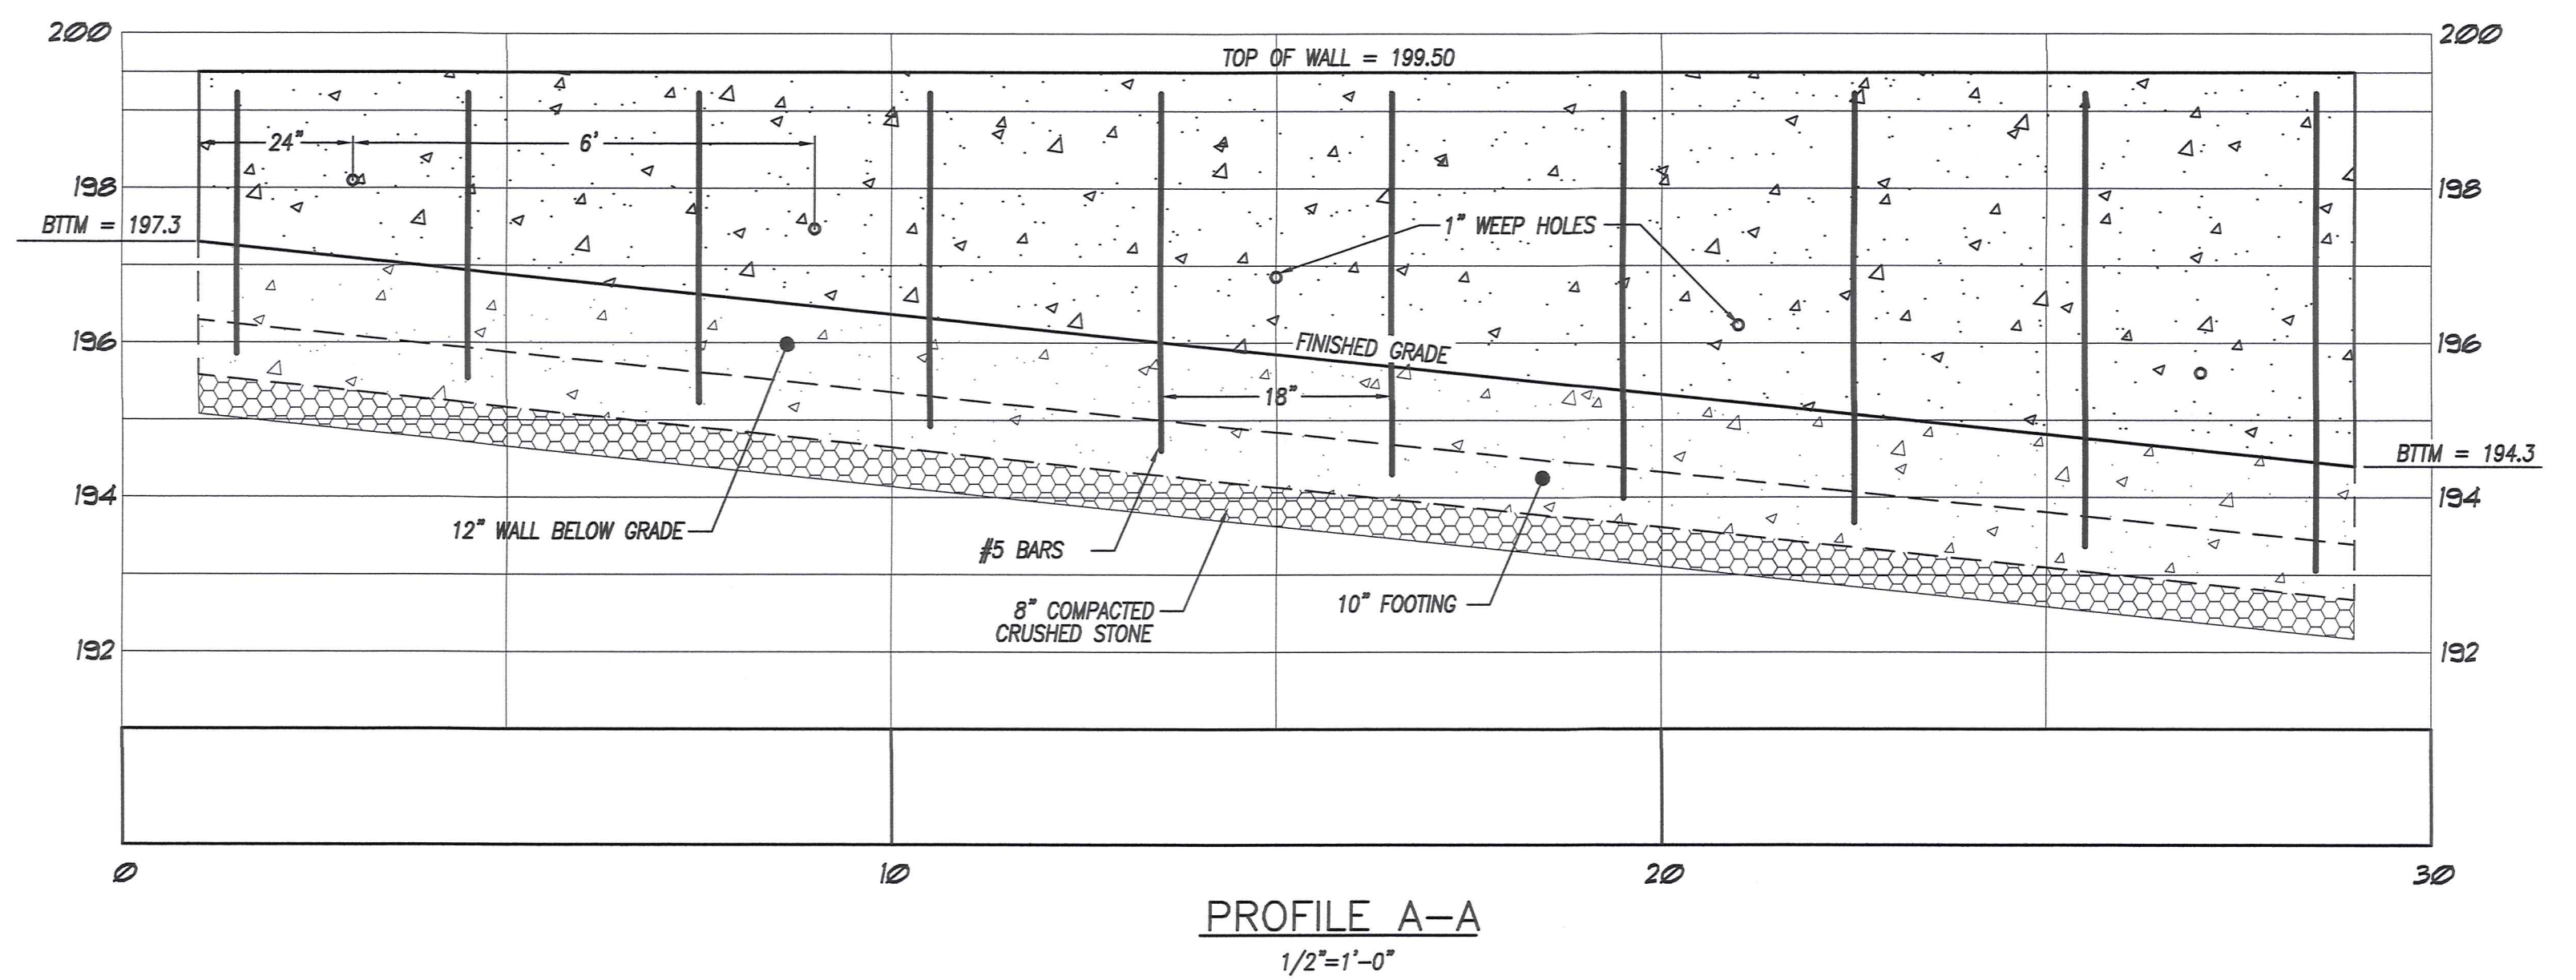 200
200
TOP OF WALL = 199.50
24"
6'
198
198
BTTM = 197.3
1" WEEP HOLES
196
FINISHED GRADE
196
18"
BTTM = 194.3
194
194
12" WALL BELOW GRADE
#5 BARS
8" COMPACTED
CRUSHED STONE
10" FOOTING
192
192
0
10
20
30
PROFILE A-A
1/2"=1'-0"